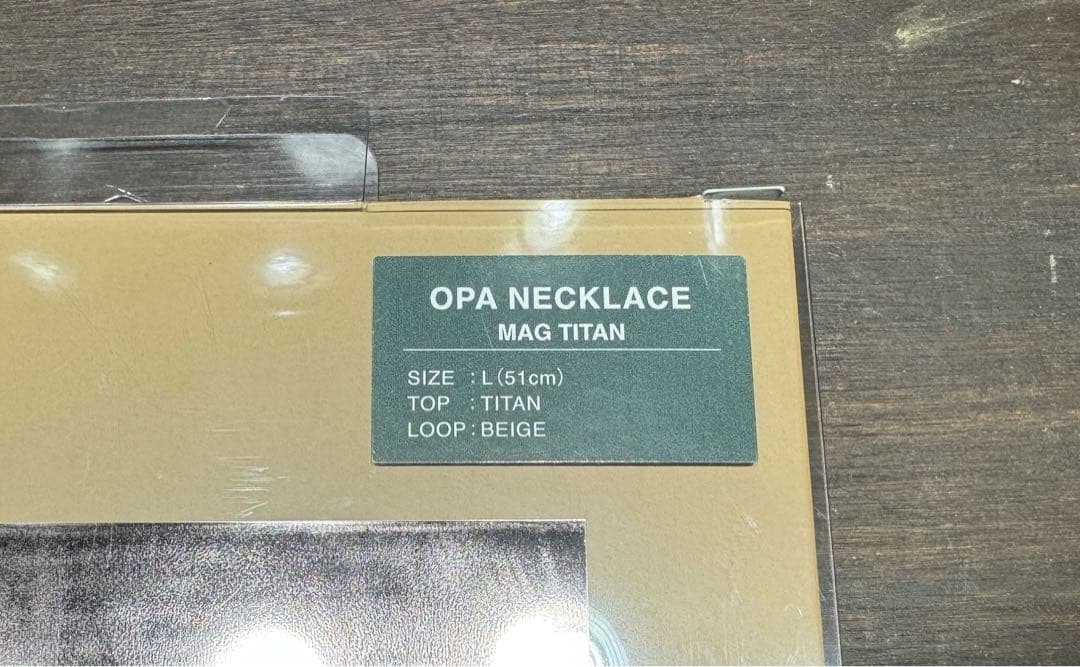 OPA NECKLACE
MAG TITAN
SIZE : L(51cm)
TOP : TITAN
LOOP : BEIGE